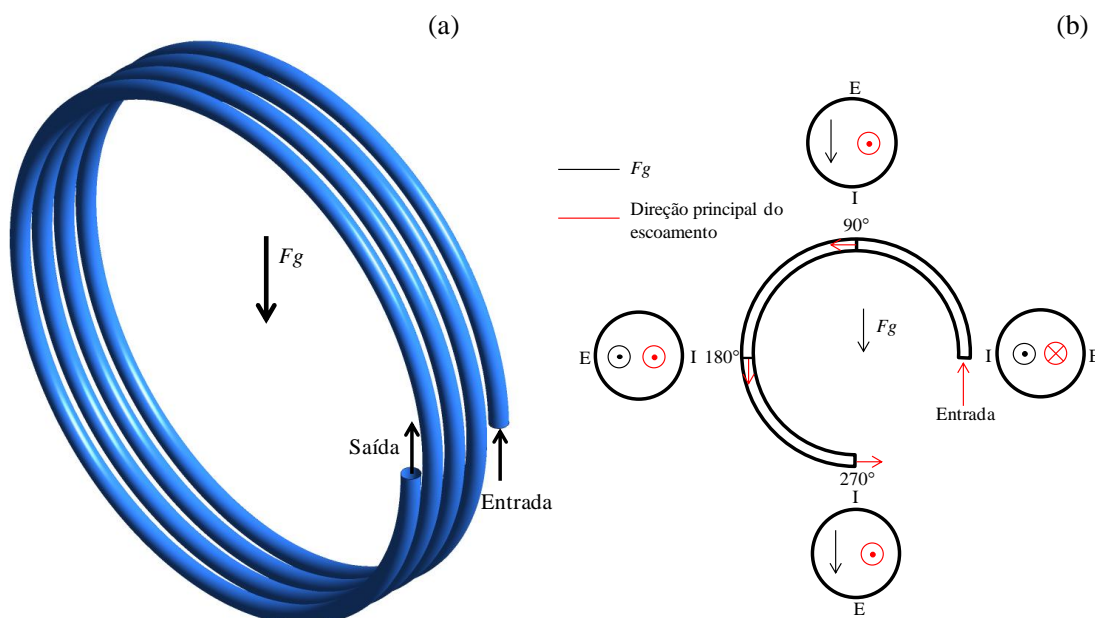 (a)
(b)
Fg
Saída
Entrada
E
Fg
I
Direção principal do
escoamento
90°
Fg
E
I
180°
I
E
Entrada
270°
I
E